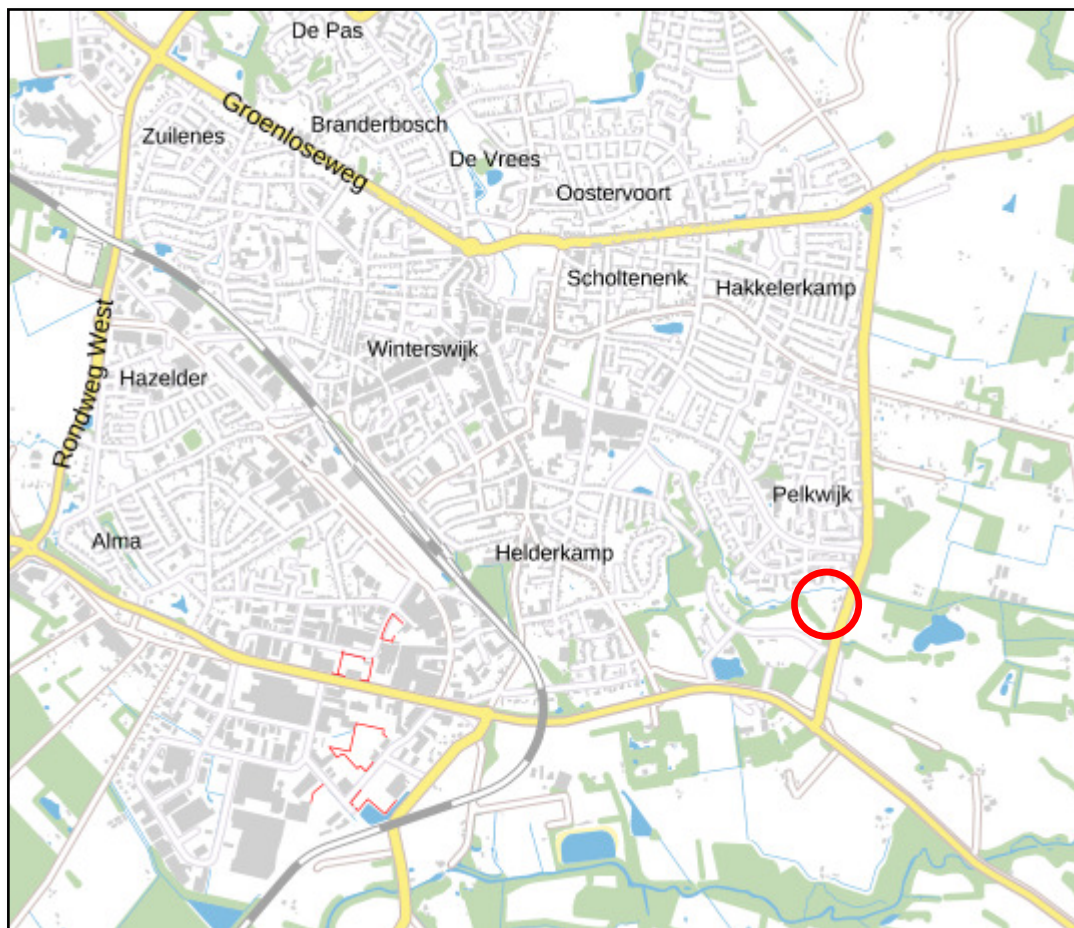 De Pas
Groenloseweg
Branderbosch
Zuilenes
De Vrees
Oostervoort
Scholtenenk
Hakkelerkamp
Rondweg West
Winterswijk
Hazelder
Pelkwijk
Alma
Helderkamp